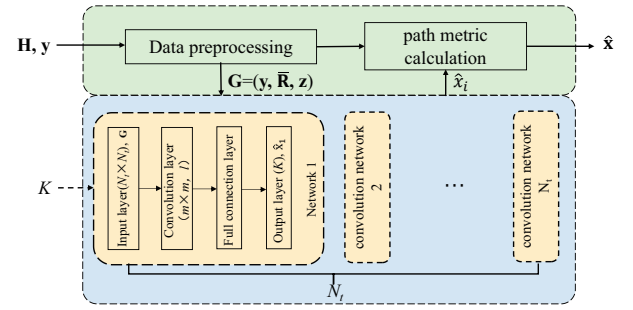 H, y
Data preprocessing
path metric
calculation
x̂
G=(y, R̅, z)
x̂ᵢ
K
Input layer(Nₜ×Nₜ), G
Convolution layer
(m×m, l)
Full connection layer
Output layer (K), x̂₁
Network 1
convolution network
2
...
convolution network
Nₜ
Nₜ